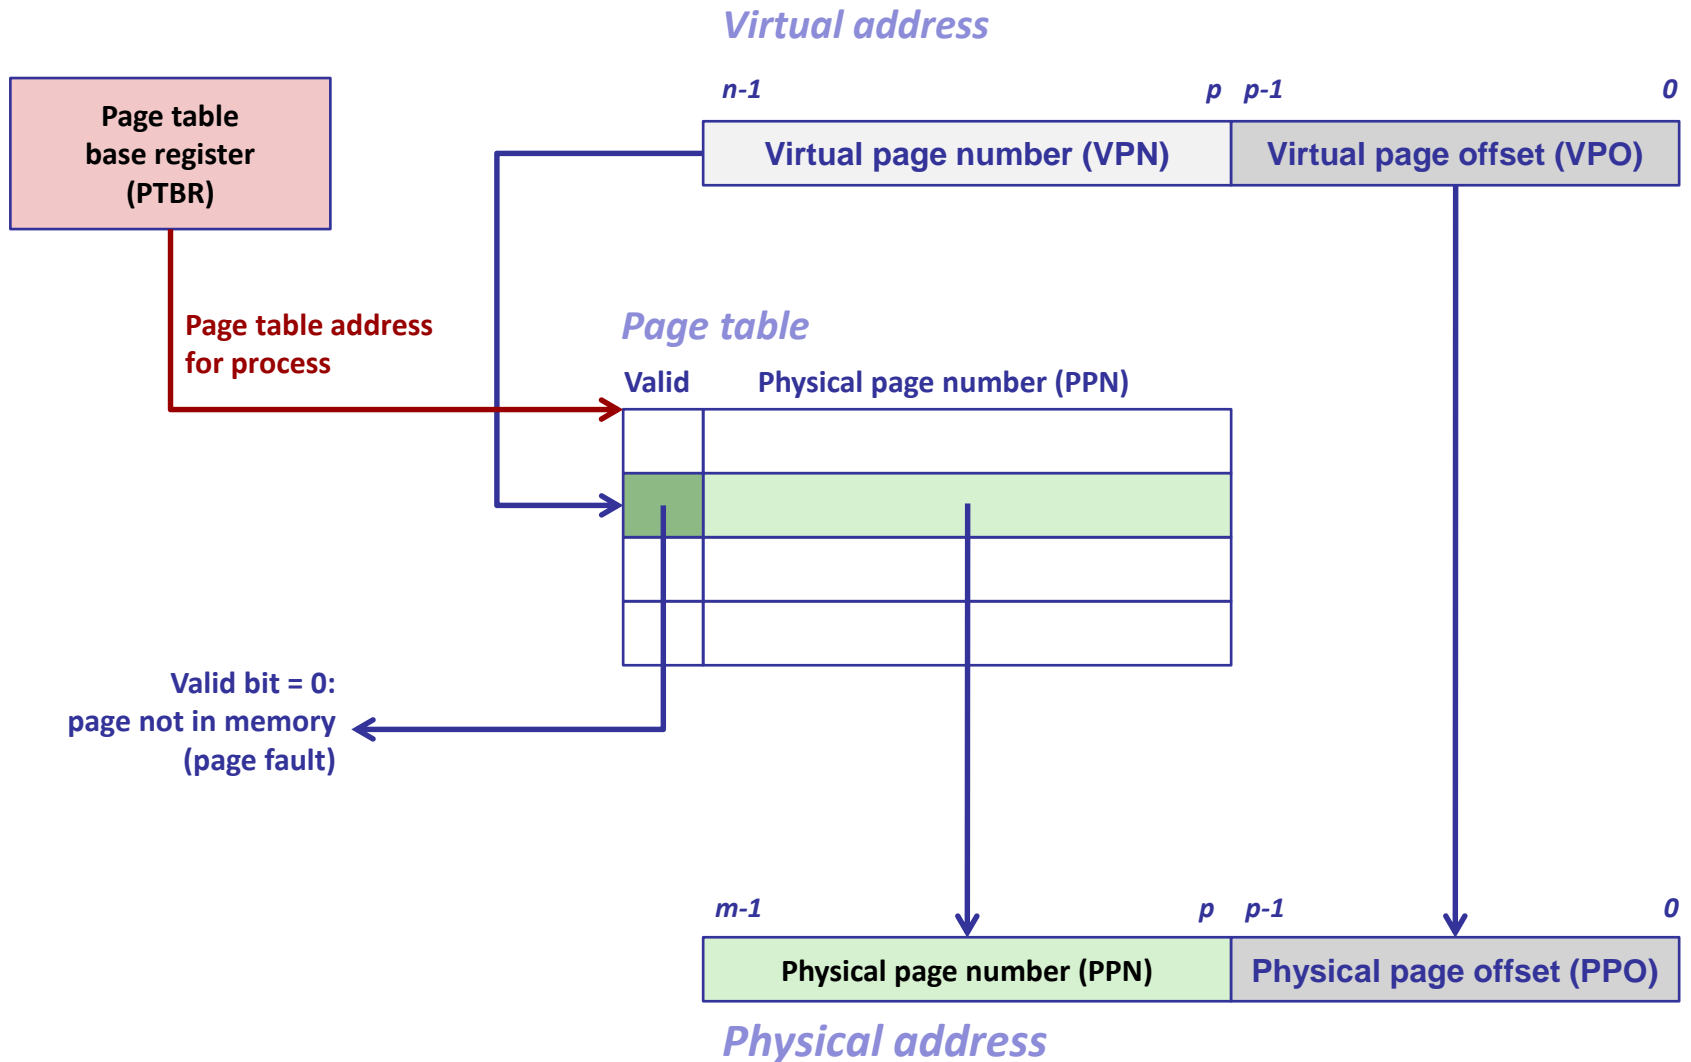 Virtual address
n-1 p p-1 0
Page table
base register
(PTBR)
Virtual page number (VPN) Virtual page offset (VPO)
Page table address
for process
Page table
Valid Physical page number (PPN)
Valid bit = 0:
page not in memory
(page fault)
m-1 p p-1 0
Physical page number (PPN) Physical page offset (PPO)
Physical address